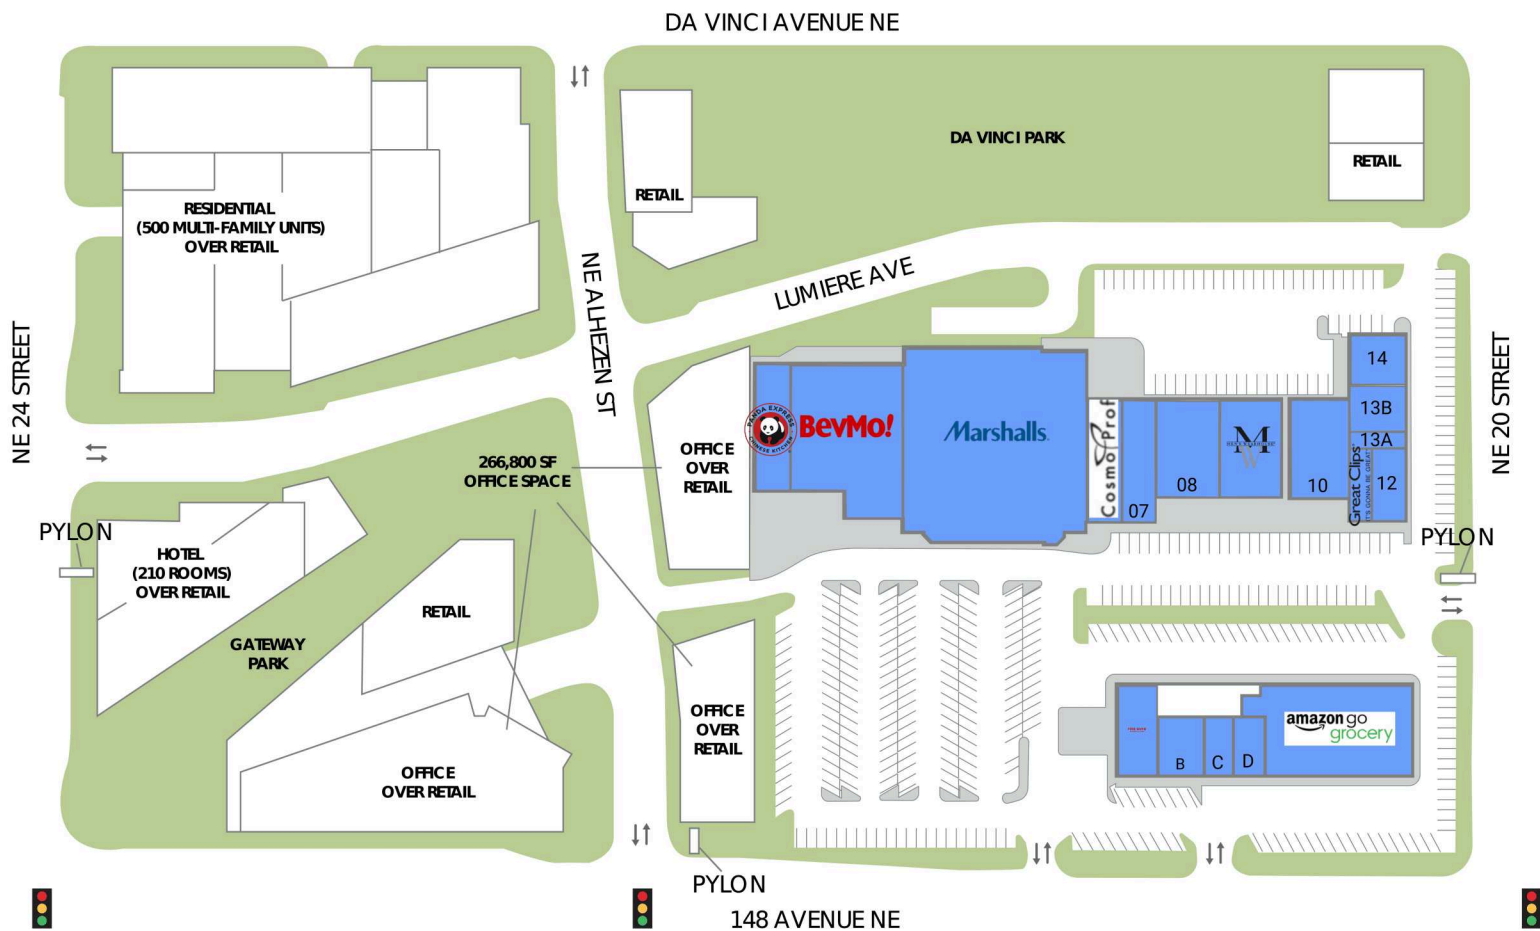 DA VINCI AVENUE NE
DA VINCI PARK
RETAIL
RETAIL
RESIDENTIAL
(500 MULTI-FAMILY UNITS)
OVER RETAIL
NE ALHEZEN ST
LUMIERE AVE
NE 24 STREET
NE 20 STREET
PANDA EXPRESS
CHINESE KITCHEN
BevMo!
Marshalls
CosmoProf
07
08
M
W
10
14
13B
13A
12
Great Clips
IT'S GONNA BE GREAT
OFFICE
OVER
RETAIL
266,800 SF
OFFICE SPACE
PYLON
HOTEL
(210 ROOMS)
OVER RETAIL
PYLON
RETAIL
GATEWAY
PARK
OFFICE
OVER
RETAIL
OFFICE
OVER RETAIL
B
C
D
amazon go
grocery
PYLON
148 AVENUE NE